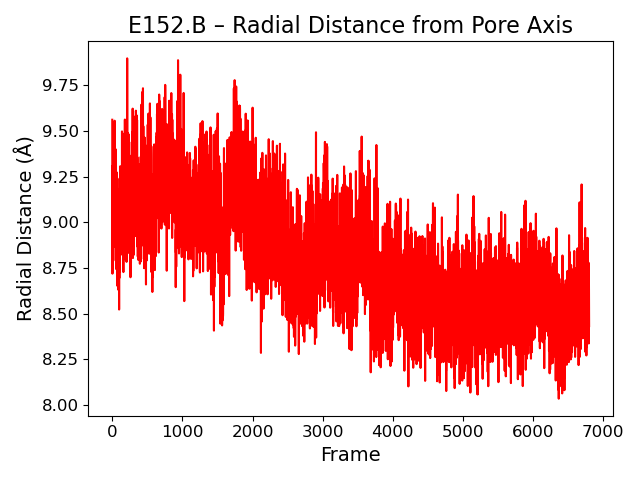 E152.B – Radial Distance from Pore Axis
Radial Distance (Å)
9.75
9.50
9.25
9.00
8.75
8.50
8.25
8.00
0 1000 2000 3000 4000 5000 6000 7000
Frame